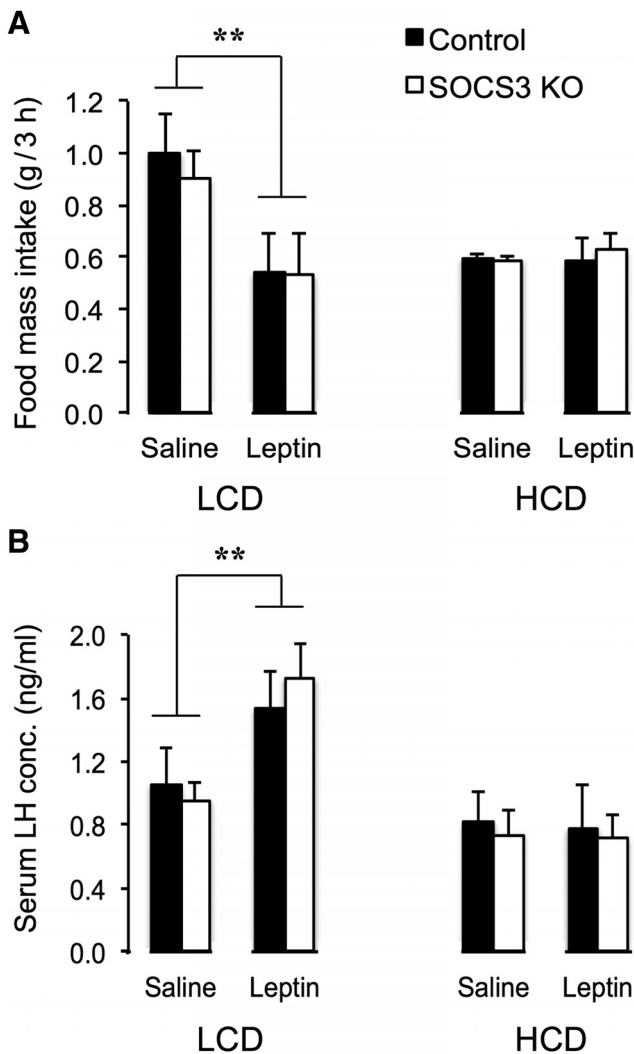 A
**
Control
SOCS3 KO
Food mass intake (g/3 h)
1.2
1.0
0.8
0.6
0.4
0.2
0.0
Saline Leptin Saline Leptin
LCD HCD
B
**
Serum LH conc. (ng/ml)
2.0
1.6
1.2
0.8
0.4
0.0
Saline Leptin Saline Leptin
LCD HCD